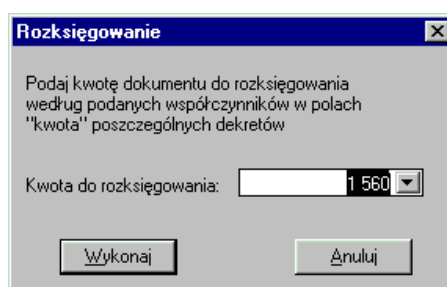 Rozksięgowanie
Podaj kwotę dokumentu do rozksięgowania
według podanych współczynników w polach
"kwota" poszczególnych dekretów
Kwota do rozksięgowania: 1 560
Wykonaj Anuluj